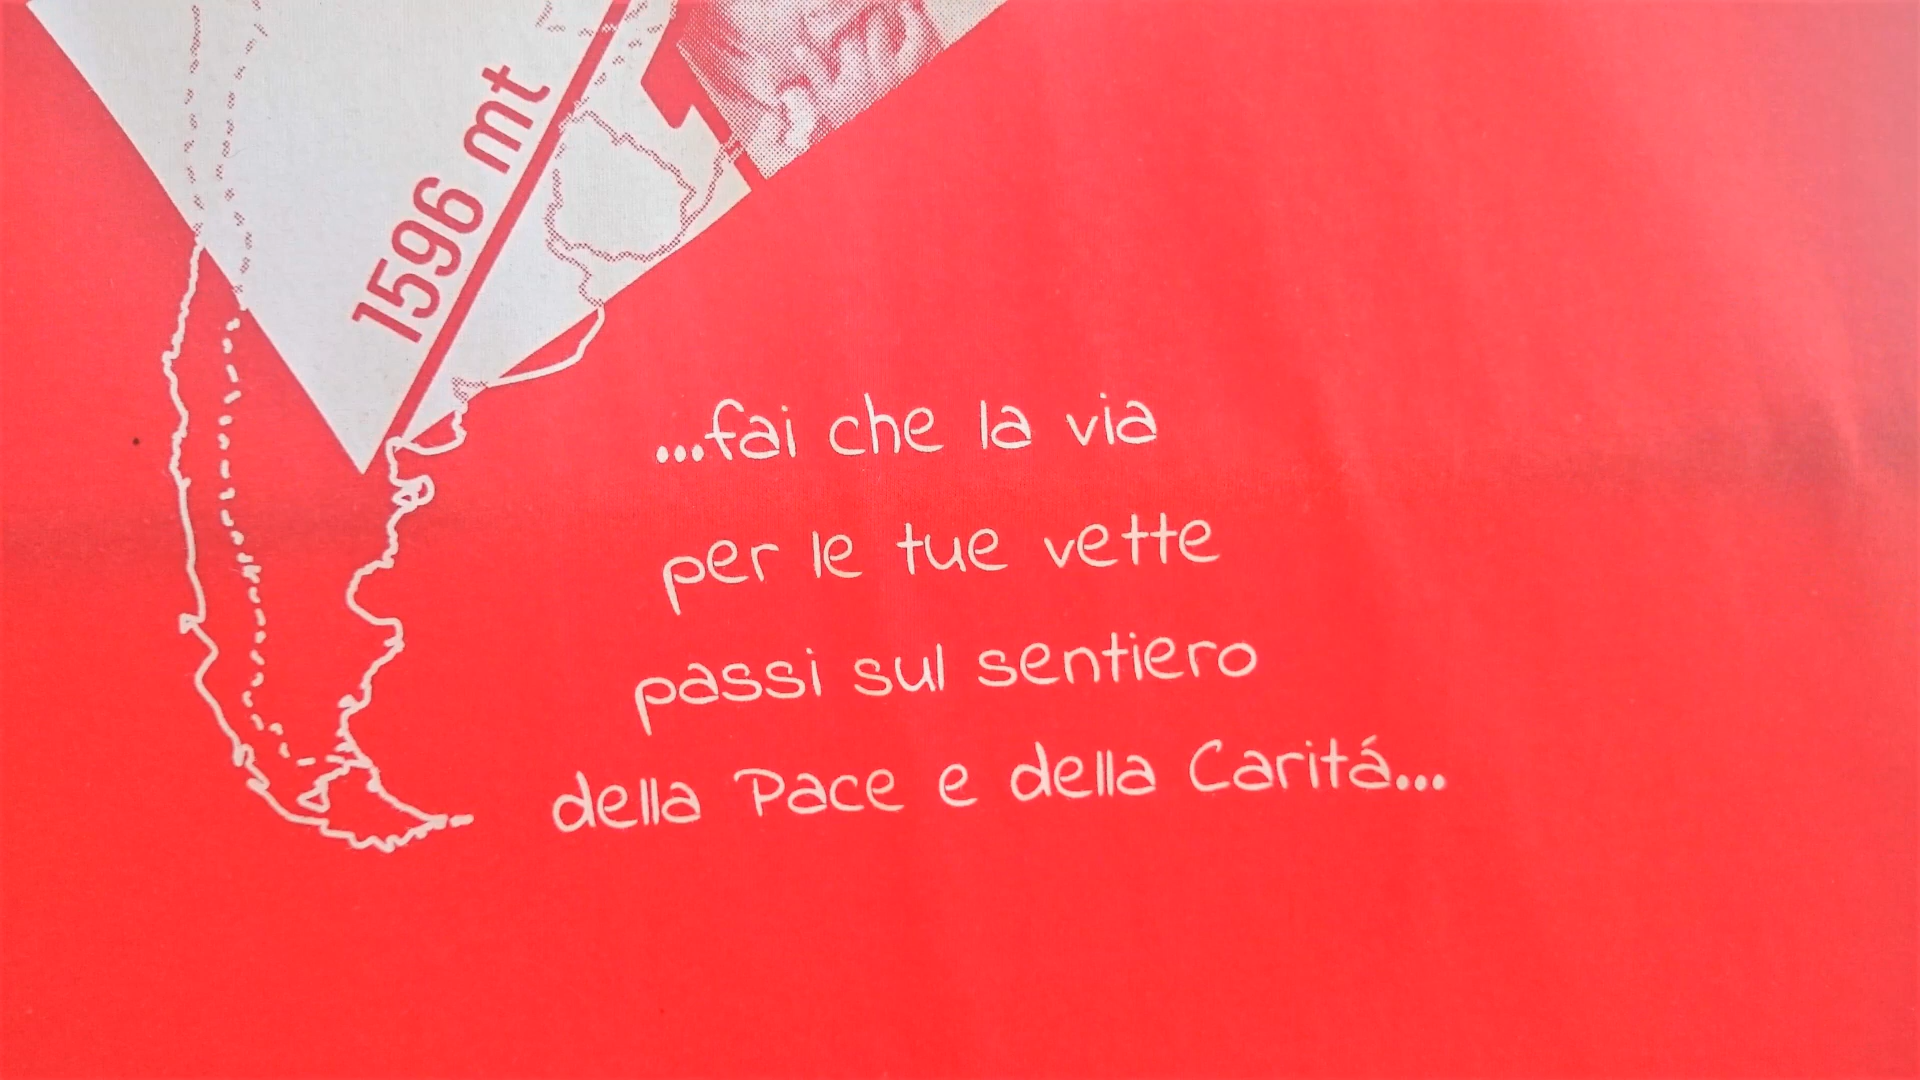 1596 mt
...fai che la via
per le tue vette
passi sul sentiero
della Pace e della Caritá...